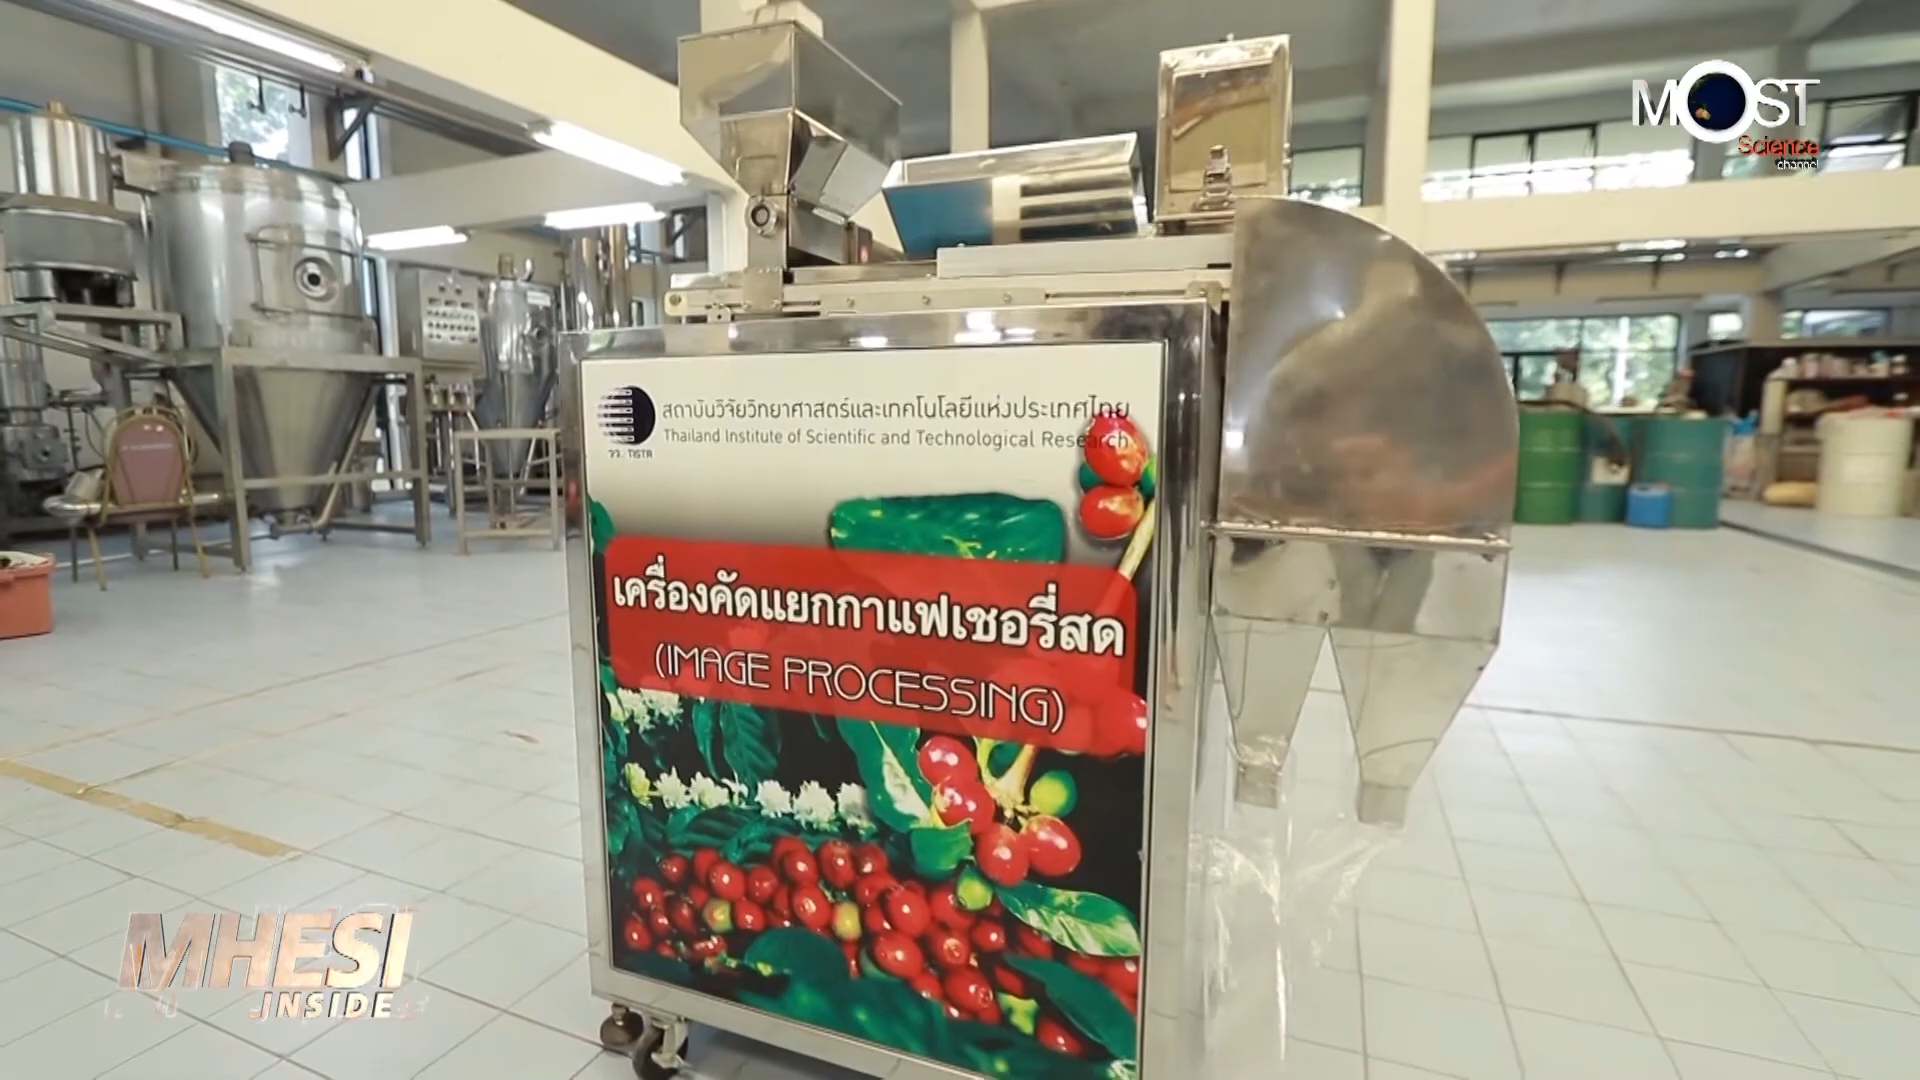 MOST
Science
channel
สถาบันวิจัยวิทยาศาสตร์และเทคโนโลยีแห่งประเทศไทย
Thailand Institute of Scientific and Technological Research
วว. TISTR
เครื่องคัดแยกกาแฟเชอรี่สด
(IMAGE PROCESSING)
MHESI
INSIDE